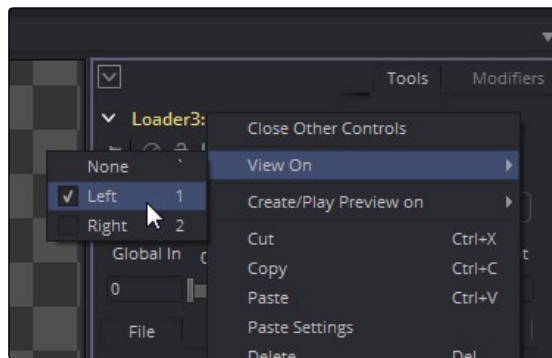 Tools Modifiers
Loader3:
Close Other Controls
None `
View On
Left 1
Create/Play Preview on
Right 2
Cut Ctrl+X
Global In
Copy Ctrl+C
0
Paste Ctrl+V
File
Paste Settings
Delete Del